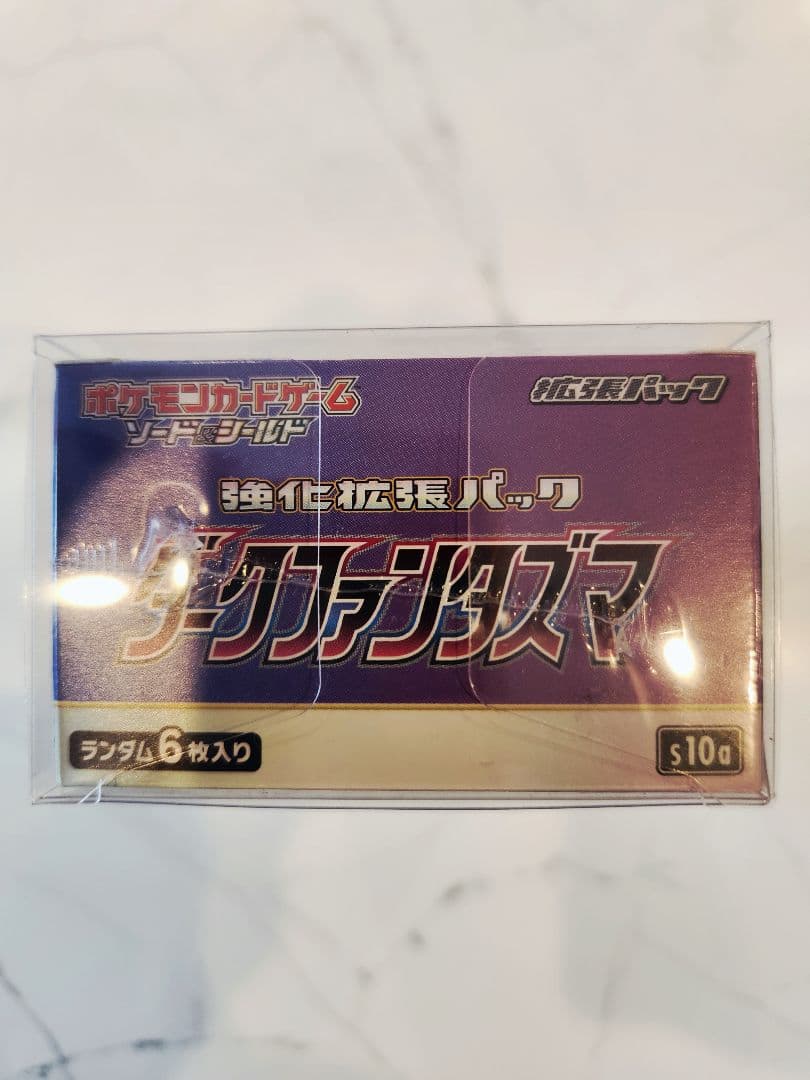 ポケモンカードゲーム
ソード&シールド
拡張パック
強化拡張パック
ダークファンタズマ
ランダム6枚入り
s10a